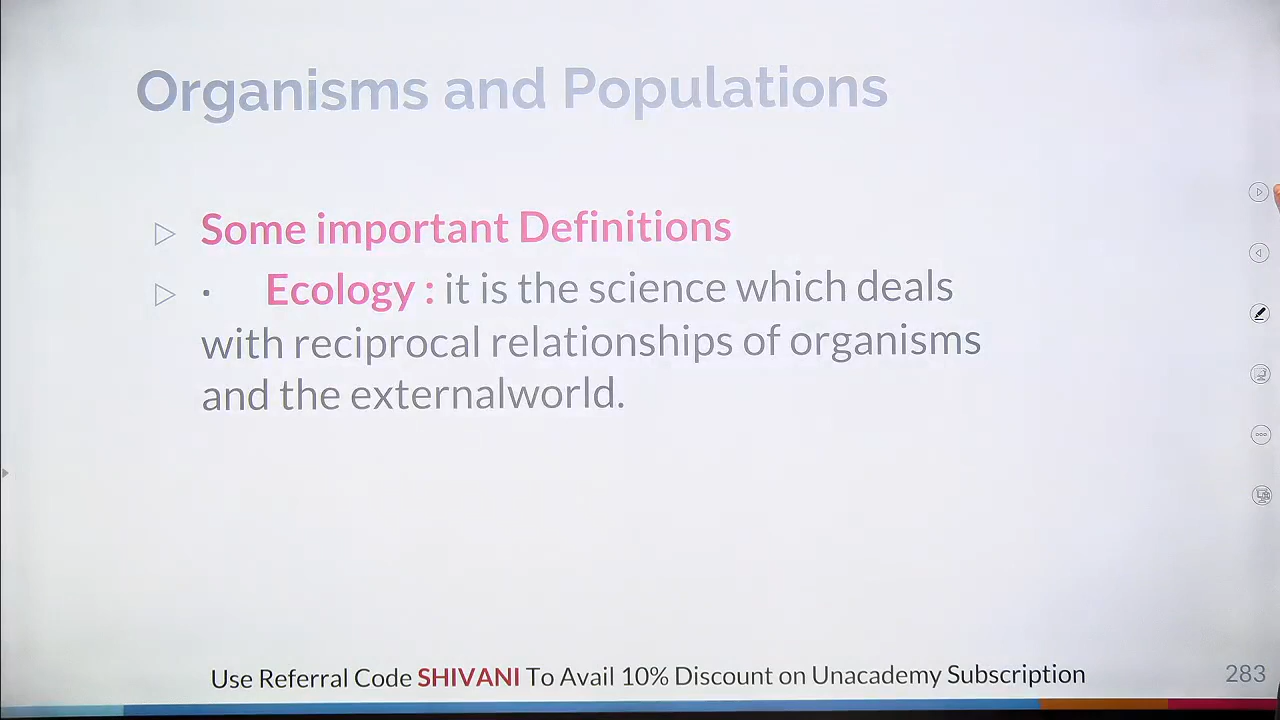 Organisms and Populations
Some important Definitions
· Ecology : it is the science which deals
with reciprocal relationships of organisms
and the externalworld.
Use Referral Code SHIVANI To Avail 10% Discount on Unacademy Subscription
283